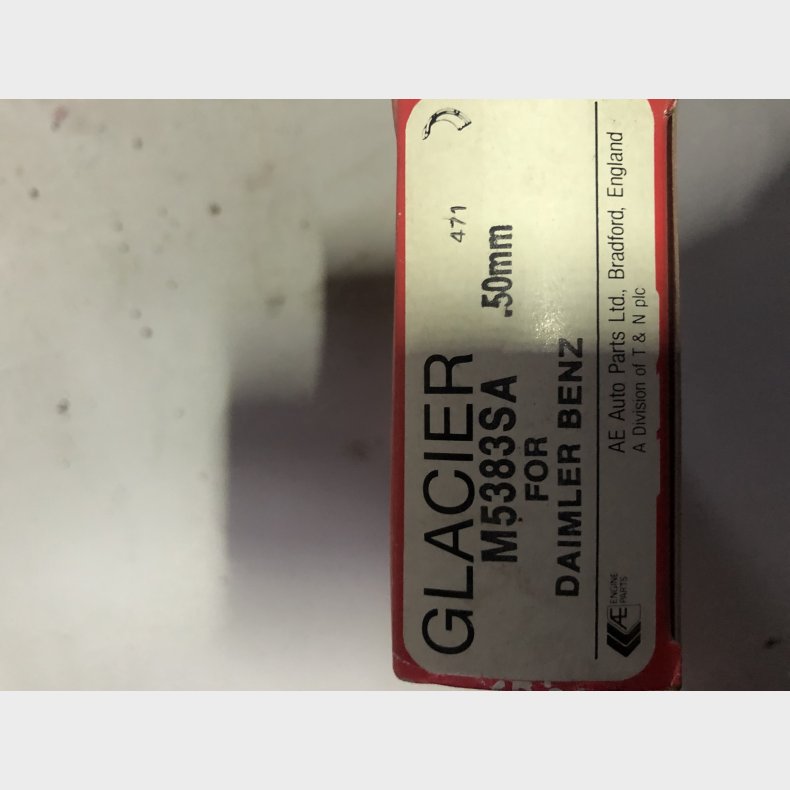 GLACIER
471
M5383SA .50mm
FOR
DAIMLER BENZ
AE ENGINE
PARTS
AE Auto Parts Ltd., Bradford, England
A Division of T & N plc